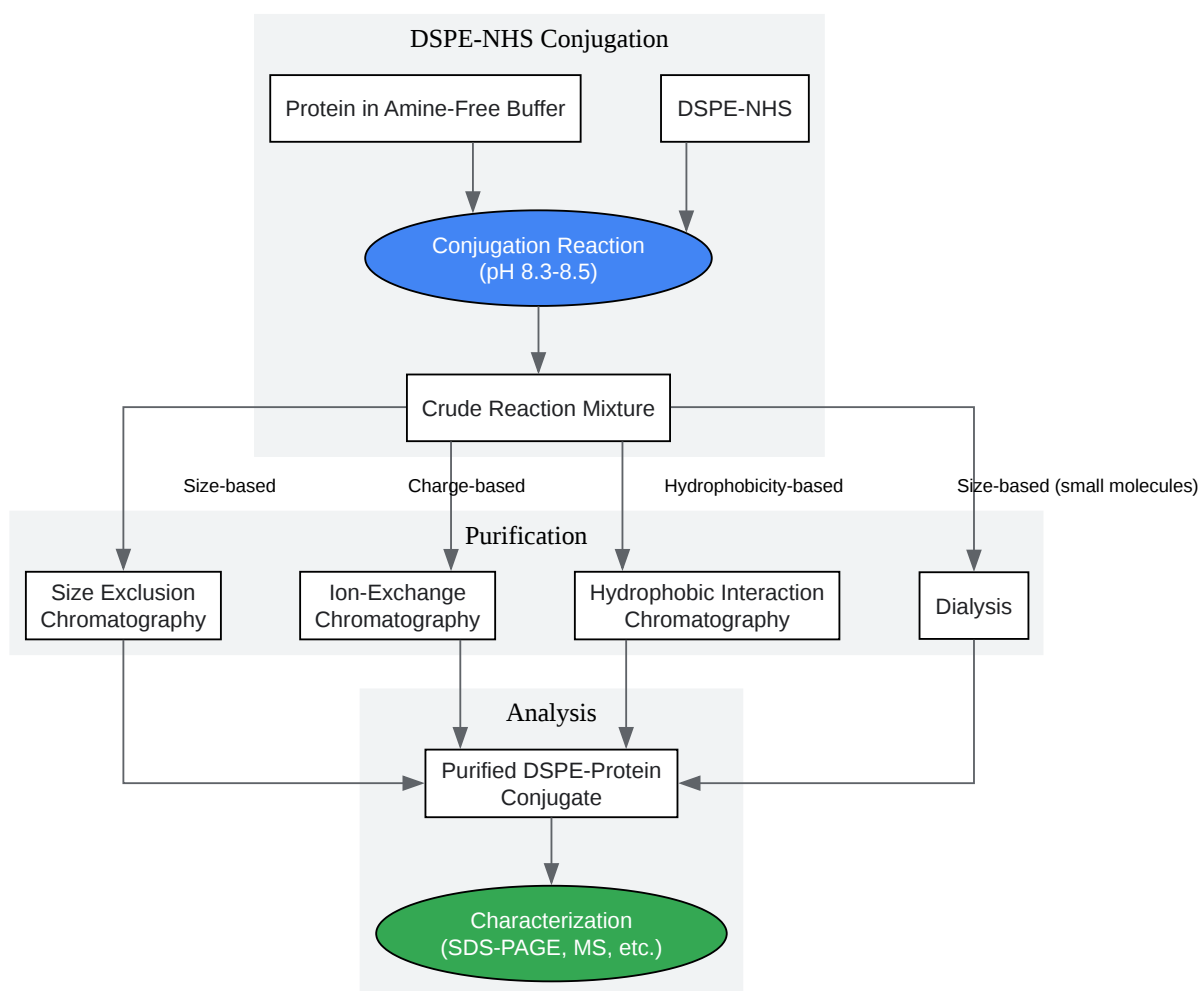 DSPE-NHS Conjugation
Protein in Amine-Free Buffer
DSPE-NHS
Conjugation Reaction
(pH 8.3-8.5)
Crude Reaction Mixture
Size-based
Charge-based
Hydrophobicity-based
Size-based (small molecules)
Purification
Size Exclusion
Chromatography
Ion-Exchange
Chromatography
Hydrophobic Interaction
Chromatography
Dialysis
Analysis
Purified DSPE-Protein
Conjugate
Characterization
(SDS-PAGE, MS, etc.)